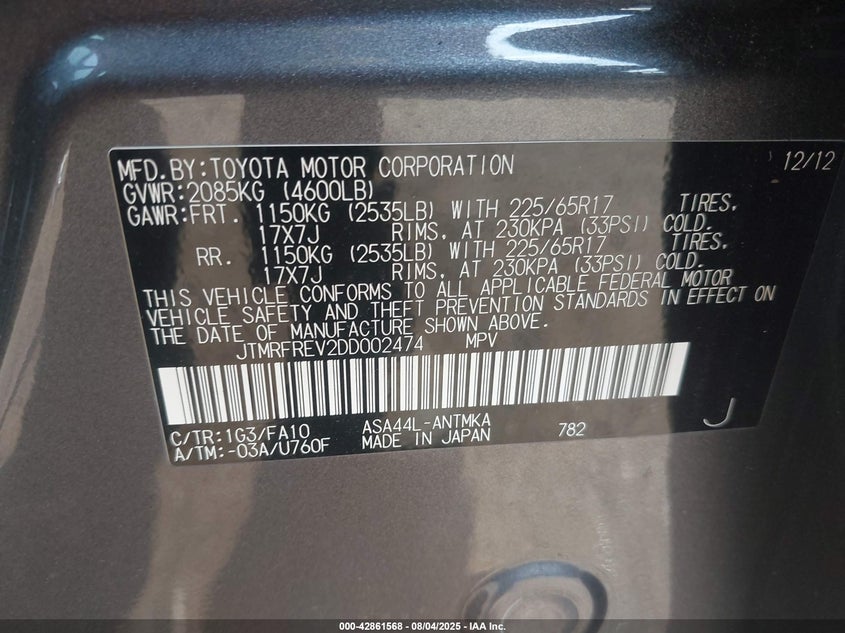 MFD.BY:TOYOTA MOTOR CORPORATION 12/12
GVWR:2085KG (4600LB)
GAWR:FRT. 1150KG (2535LB) WITH 225/65R17 TIRES,
17X7J RIMS, AT 230KPA (33PSI) COLD.
RR. 1150KG (2535LB) WITH 225/65R17 TIRES,
17X7J RIMS, AT 230KPA (33PSI) COLD.
THIS VEHICLE CONFORMS TO ALL APPLICABLE FEDERAL MOTOR
VEHICLE SAFETY AND THEFT PREVENTION STANDARDS IN EFFECT ON
THE DATE OF MANUFACTURE SHOWN ABOVE.
JTMRFREV2DD002474 MPV
C/TR:1G3/FA10 ASA44L-ANTMKA 782 J
A/TM:-03A/U760F MADE IN JAPAN
000-42861568 - 08/04/2025 - IAA Inc.